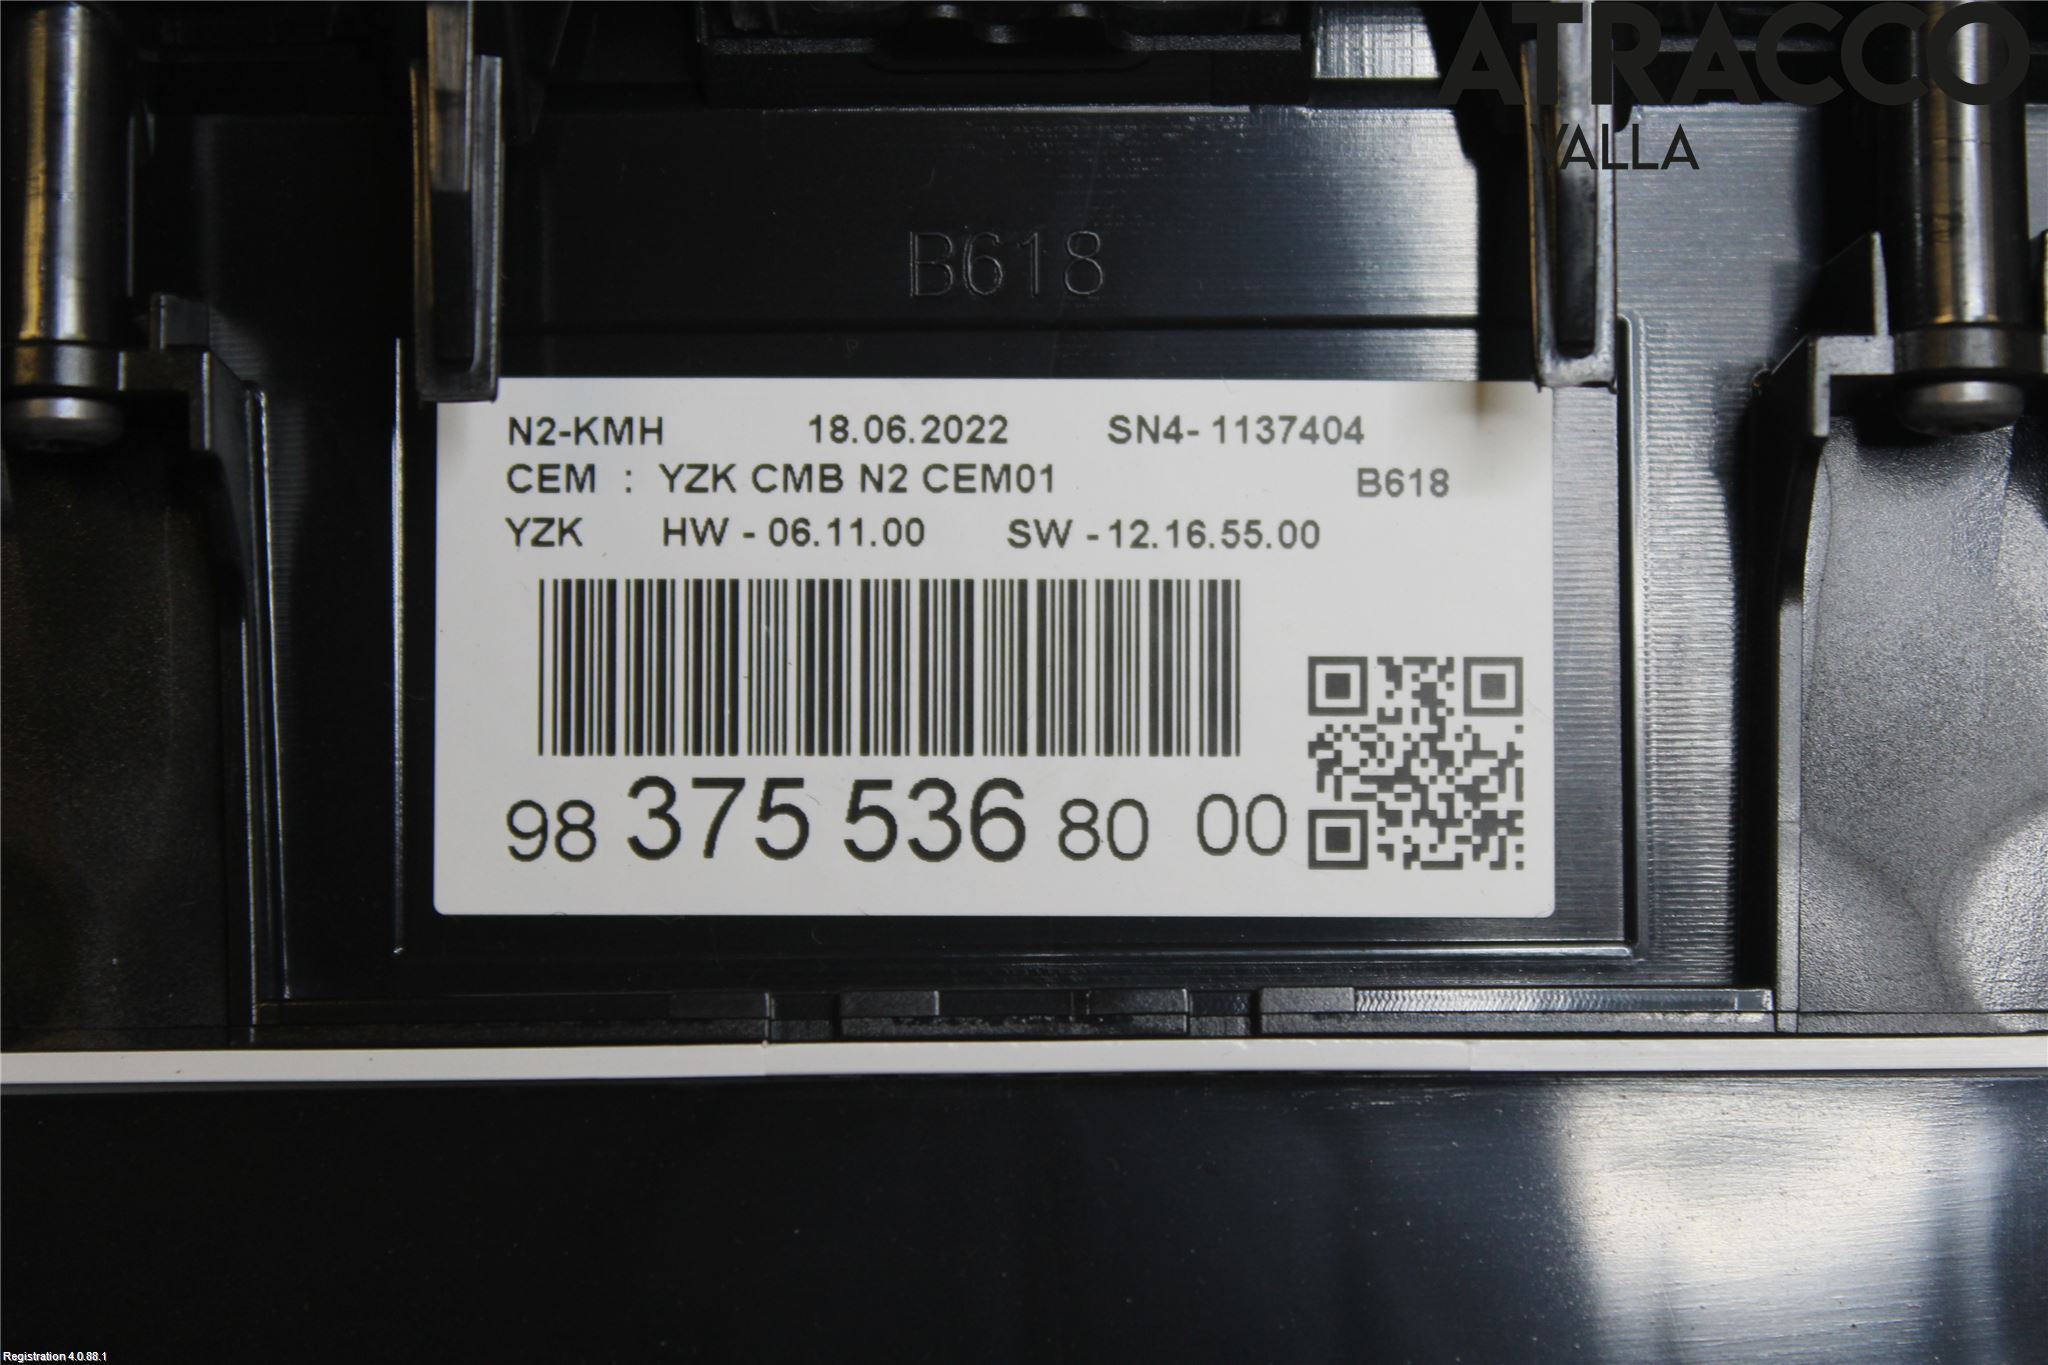 ATRACCO
VALLA
B618
N2-KMH 18.06.2022 SN4- 1137404
CEM : YZK CMB N2 CEM01 B618
YZK HW - 06.11.00 SW - 12.16.55.00
98 375 536 80 00
Registration 4.0.88.1